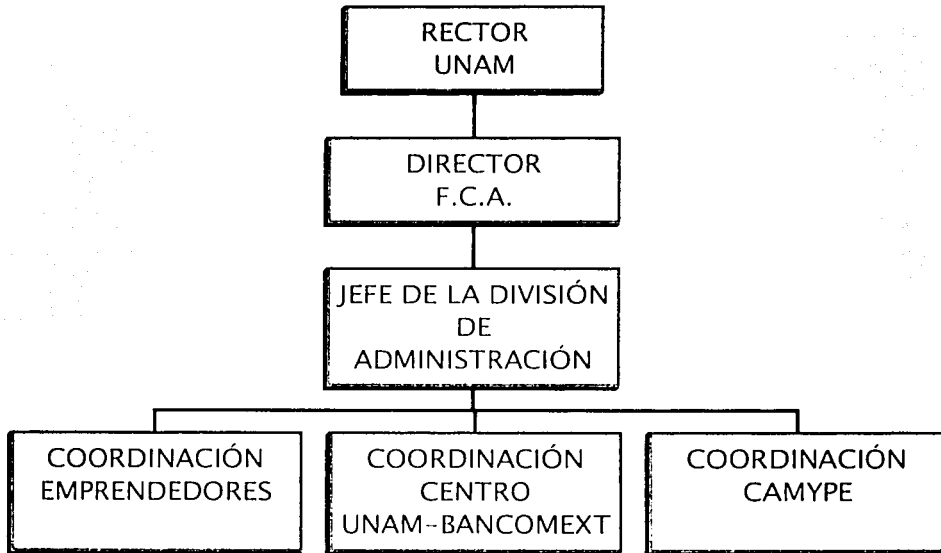 RECTOR
UNAM
DIRECTOR
F.C.A.
JEFE DE LA DIVISIÓN
DE
ADMINISTRACIÓN
COORDINACIÓN
EMPRENDEDORES
COORDINACIÓN
CENTRO
UNAM-BANCOMEXT
COORDINACIÓN
CAMYPE